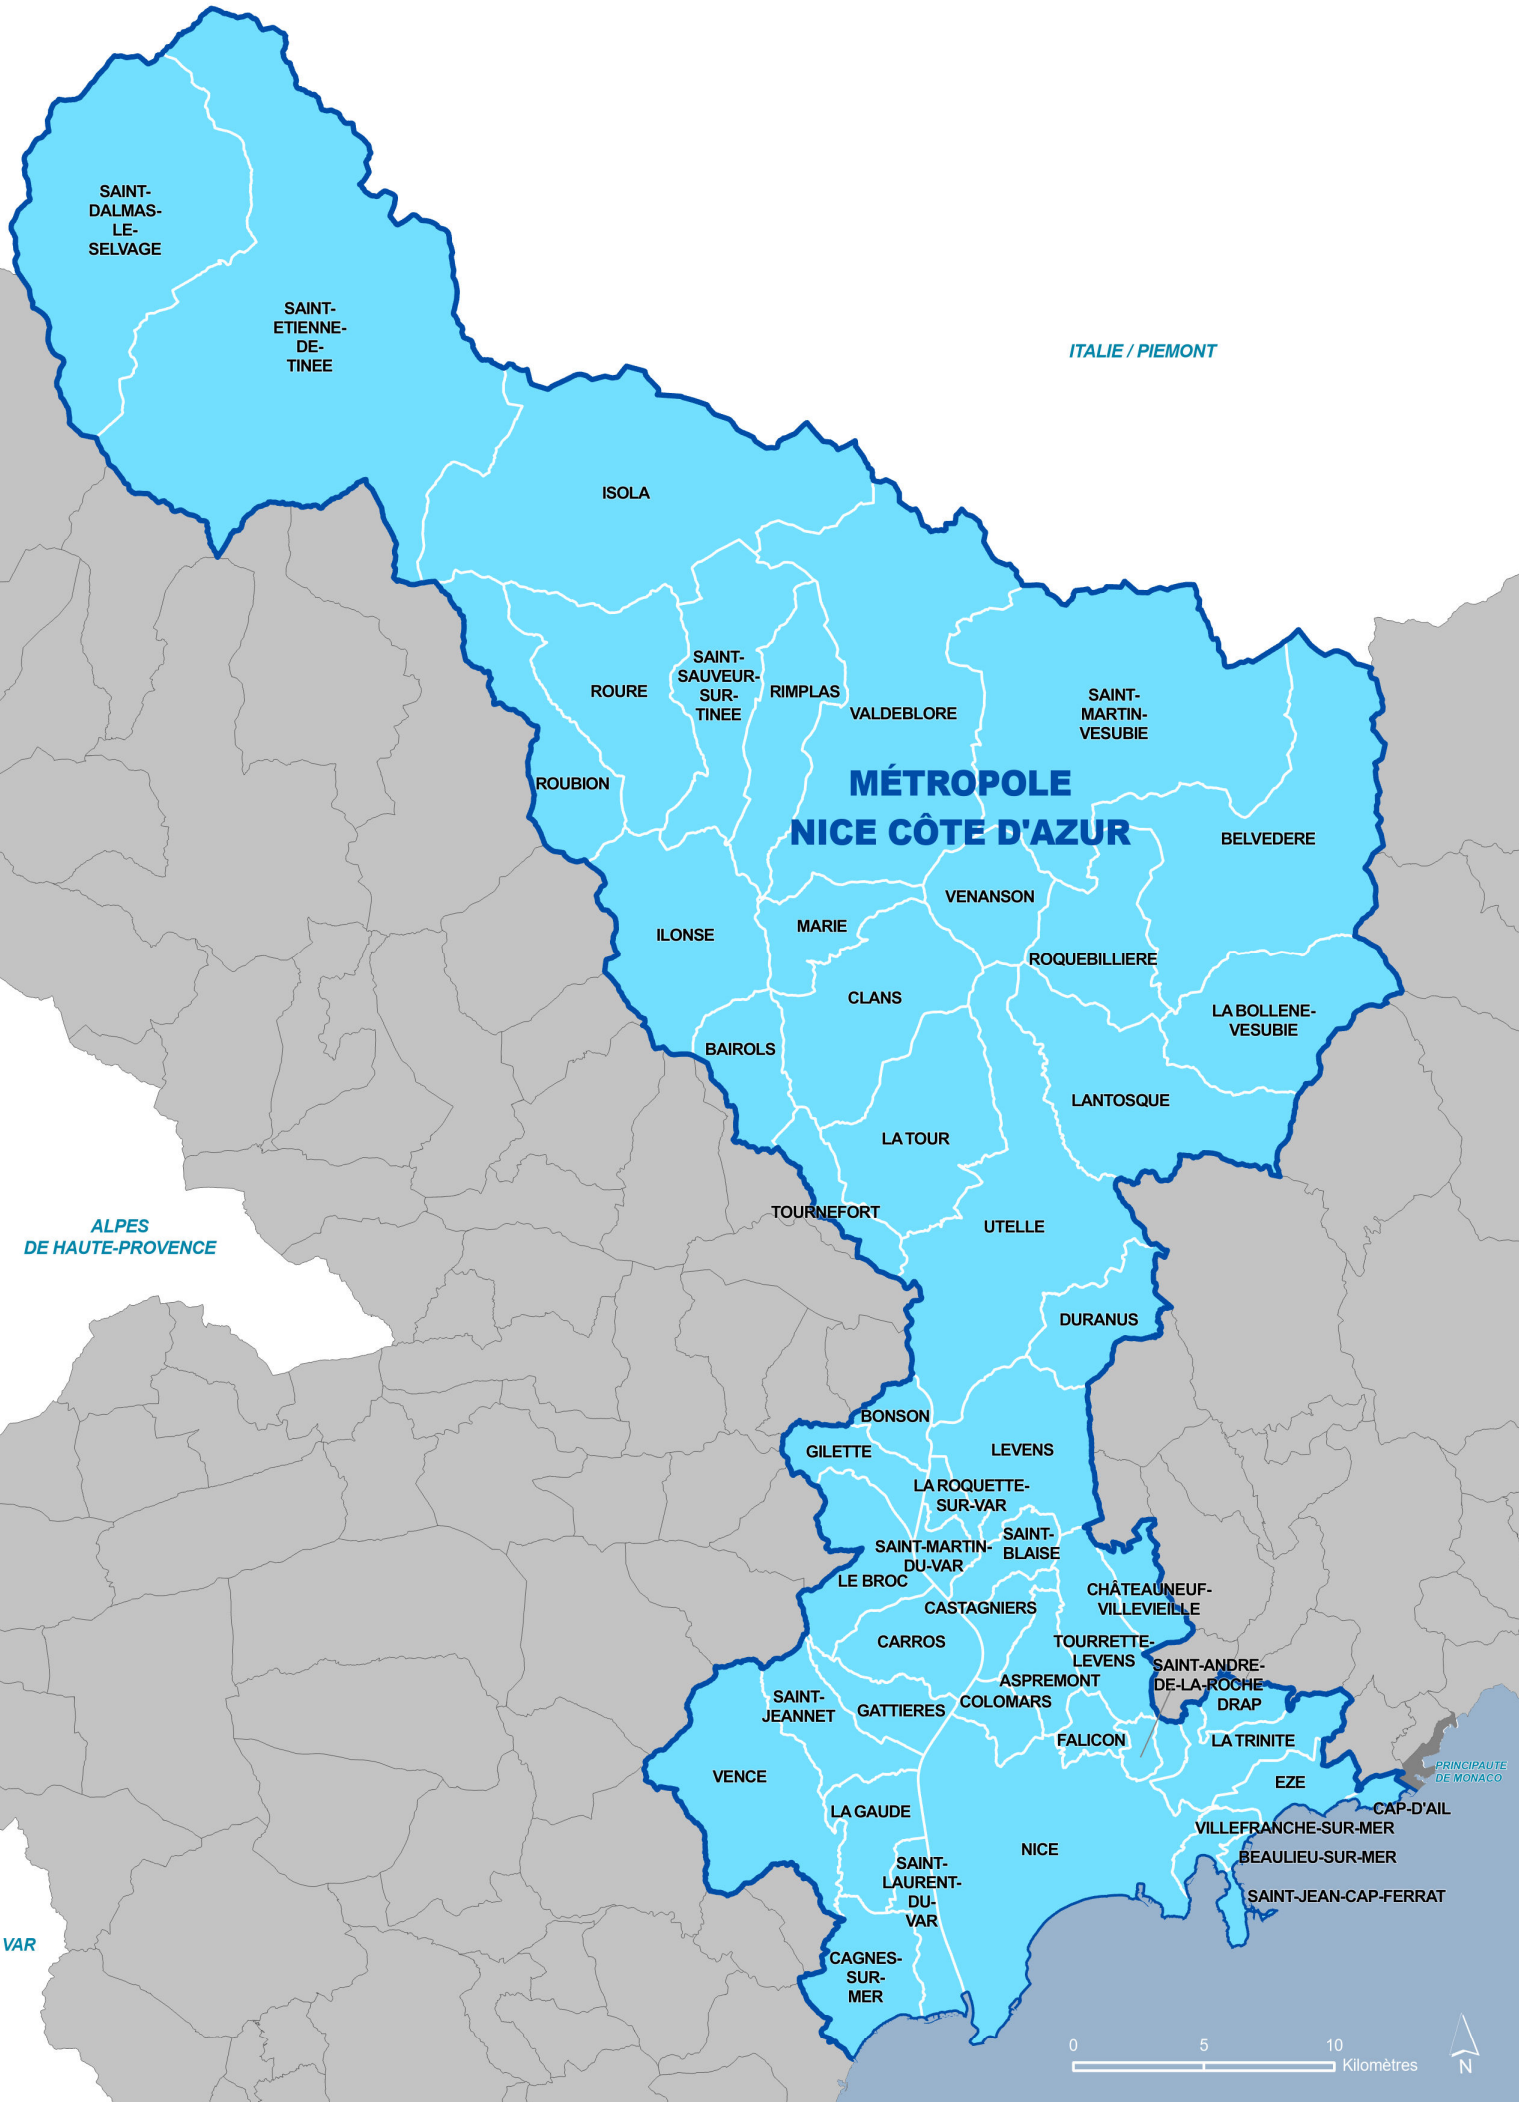 SAINT-
DALMAS-
LE-
SELVAGE
SAINT-
ETIENNE-
DE-
TINEE
ITALIE / PIEMONT
ISOLA
SAINT-
SAUVEUR-
SUR-
TINEE
ROURE
RIMPLAS
VALDEBLORE
SAINT-
MARTIN-
VESUBIE
ROUBION
MÉTROPOLE
NICE CÔTE D'AZUR
BELVEDERE
VENANSON
MARIE
ILONSE
ROQUEBILLIERE
CLANS
LA BOLLENE-
VESUBIE
BAIROLS
LANTOSQUE
LA TOUR
TOURNEFORT
UTELLE
ALPES
DE HAUTE-PROVENCE
DURANUS
BONSON
GILETTE
LEVENS
LA ROQUETTE-
SUR-VAR
SAINT-
BLAISE
SAINT-MARTIN-
DU-VAR
LE BROC
CHÂTEAUNEUF-
VILLEVIEILLE
CASTAGNIERS
CARROS
TOURRETTE-
LEVENS
SAINT-ANDRE-
DE-LA-ROCHE
ASPREMONT
COLOMARS
SAINT-
JEANNET
GATTIERES
DRAP
FALICON
LA TRINITE
PRINCIPAUTE
DE MONACO
VENCE
EZE
LA GAUDE
CAP-D'AIL
VILLEFRANCHE-SUR-MER
NICE
BEAULIEU-SUR-MER
SAINT-
LAURENT-
DU-
VAR
SAINT-JEAN-CAP-FERRAT
VAR
CAGNES-
SUR-
MER
0 5 10
Kilomètres
N